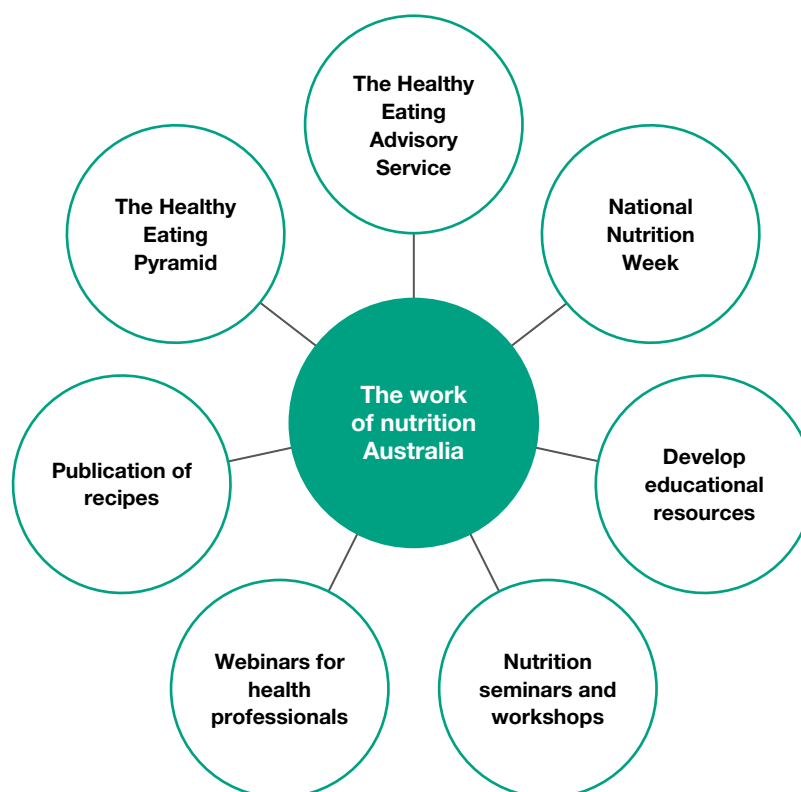 The Healthy
Eating
Advisory
Service
The Healthy
Eating
Pyramid
National
Nutrition
Week
The work
of nutrition
Australia
Publication of
recipes
Develop
educational
resources
Webinars for
health
professionals
Nutrition
seminars and
workshops